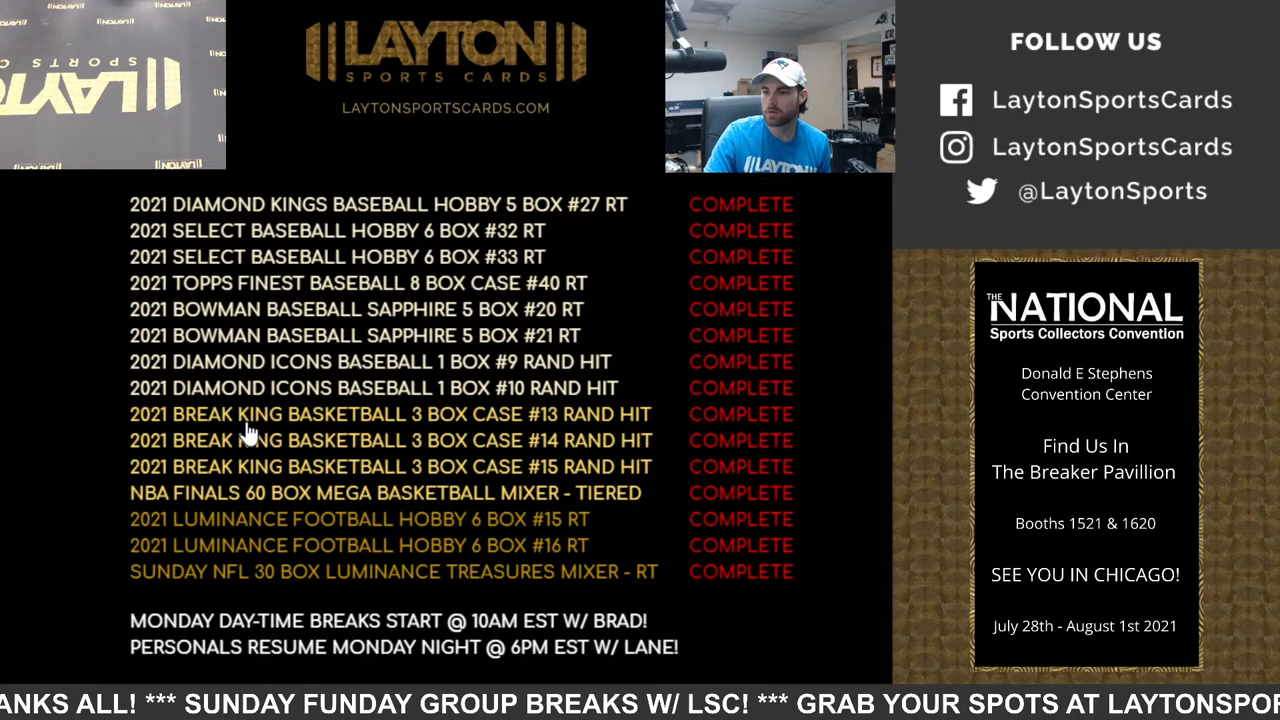 LAYTON
SPORTS CARDS
LAYTONSPORTSCARDS.COM
LAYTON
FOLLOW US
LaytonSportsCards
LaytonSportsCards
@LaytonSports
2021 DIAMOND KINGS BASEBALL HOBBY 5 BOX #27 RT COMPLETE
2021 SELECT BASEBALL HOBBY 6 BOX #32 RT COMPLETE
2021 SELECT BASEBALL HOBBY 6 BOX #33 RT COMPLETE
2021 TOPPS FINEST BASEBALL 8 BOX CASE #40 RT COMPLETE
2021 BOWMAN BASEBALL SAPPHIRE 5 BOX #20 RT COMPLETE
2021 BOWMAN BASEBALL SAPPHIRE 5 BOX #21 RT COMPLETE
2021 DIAMOND ICONS BASEBALL 1 BOX #9 RAND HIT COMPLETE
2021 DIAMOND ICONS BASEBALL 1 BOX #10 RAND HIT COMPLETE
2021 BREAK KING BASKETBALL 3 BOX CASE #13 RAND HIT COMPLETE
2021 BREAK KING BASKETBALL 3 BOX CASE #14 RAND HIT COMPLETE
2021 BREAK KING BASKETBALL 3 BOX CASE #15 RAND HIT COMPLETE
NBA FINALS 60 BOX MEGA BASKETBALL MIXER - TIERED COMPLETE
2021 LUMINANCE FOOTBALL HOBBY 6 BOX #15 RT COMPLETE
2021 LUMINANCE FOOTBALL HOBBY 6 BOX #16 RT COMPLETE
SUNDAY NFL 30 BOX LUMINANCE TREASURES MIXER - RT COMPLETE
MONDAY DAY-TIME BREAKS START @ 10AM EST W/ BRAD!
PERSONALS RESUME MONDAY NIGHT @ 6PM EST W/ LANE!
THE NATIONAL
Sports Collectors Convention
Donald E Stephens
Convention Center
Find Us In
The Breaker Pavillion
Booths 1521 & 1620
SEE YOU IN CHICAGO!
July 28th - August 1st 2021
ANKS ALL! *** SUNDAY FUNDAY GROUP BREAKS W/ LSC! *** GRAB YOUR SPOTS AT LAYTONSPOR